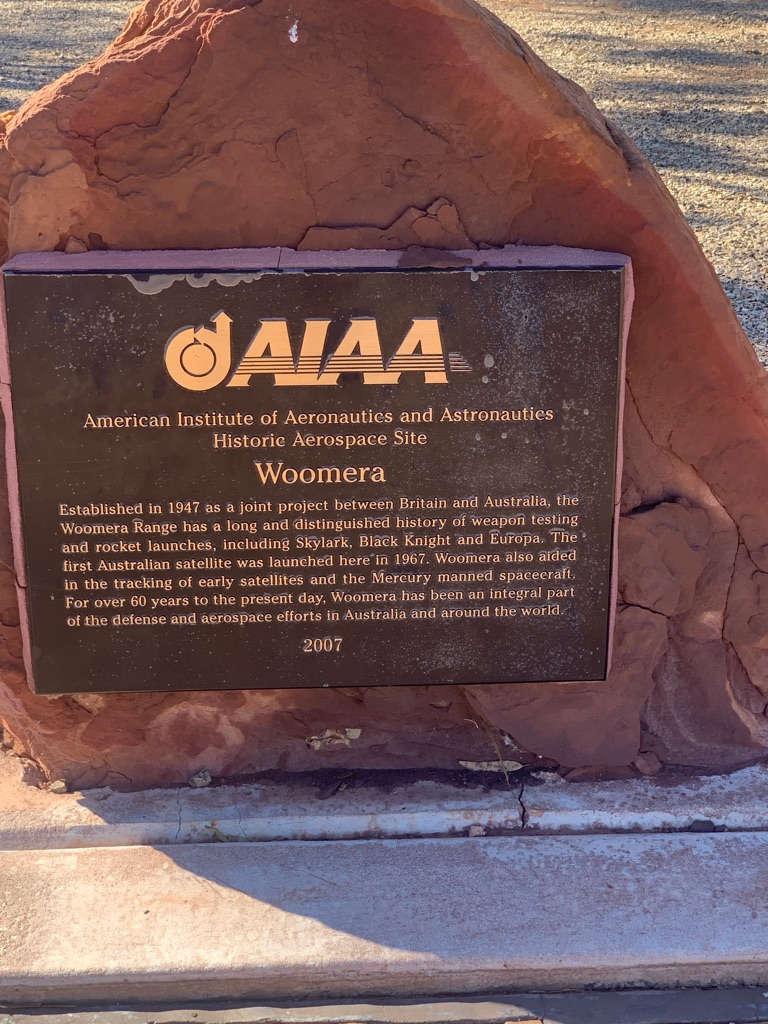 AIAA
American Institute of Aeronautics and Astronautics
Historic Aerospace Site
Woomera
Established in 1947 as a joint project between Britain and Australia, the
Woomera Range has a long and distinguished history of weapon testing
and rocket launches, including Skylark, Black Knight and Europa. The
first Australian satellite was launched here in 1967. Woomera also aided
in the tracking of early satellites and the Mercury manned spacecraft.
For over 60 years to the present day, Woomera has been an integral part
of the defense and aerospace efforts in Australia and around the world.
2007